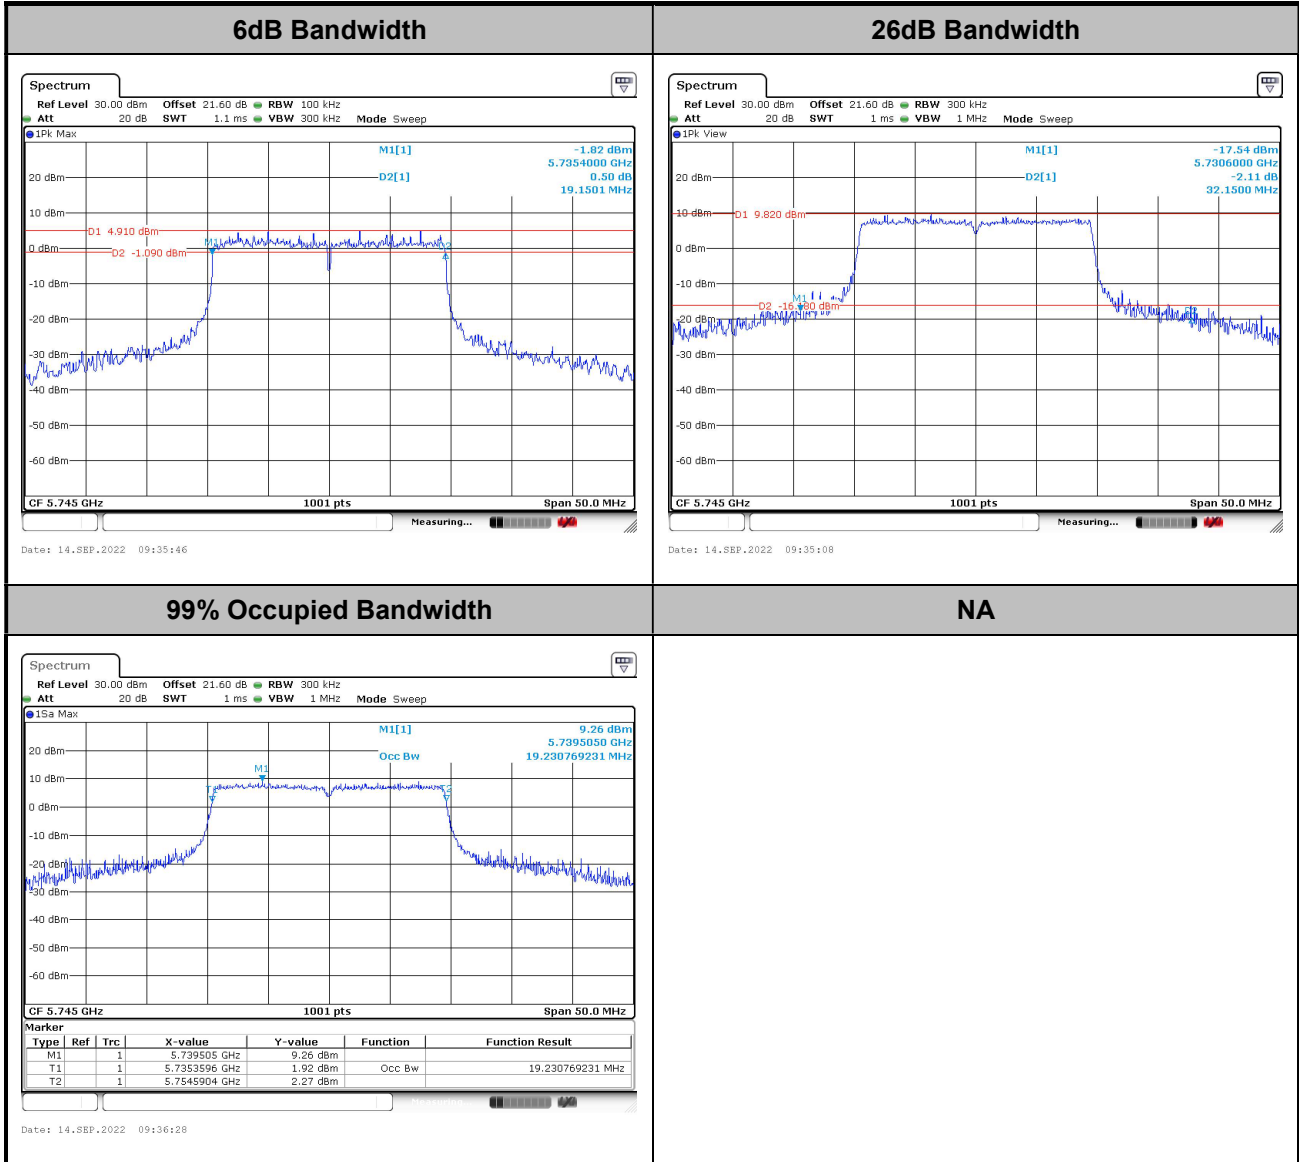 6dB Bandwidth
26dB Bandwidth
Spectrum
Ref Level 30.00 dBm Offset 21.60 dB RBW 100 kHz
Att 20 dB SWT 1.1 ms VBW 300 kHz Mode Sweep
1Pk Max
M1[1] -1.82 dBm
5.7354000 GHz
20 dBm
D2[1] 0.50 dB
19.1501 MHz
10 dBm
D1 4.910 dBm
M1
D2
0 dBm
D2 -1.090 dBm
-10 dBm
-20 dBm
-30 dBm
-40 dBm
-50 dBm
-60 dBm
CF 5.745 GHz 1001 pts Span 50.0 MHz
Measuring...
Date: 14.SEP.2022 09:35:46
Spectrum
Ref Level 30.00 dBm Offset 21.60 dB RBW 300 kHz
Att 20 dB SWT 1 ms VBW 1 MHz Mode Sweep
1Pk View
M1[1] -17.54 dBm
5.7306000 GHz
20 dBm
D2[1] -2.11 dB
32.1500 MHz
10 dBm
D1 9.820 dBm
0 dBm
-10 dBm
M1
D2 -16.180 dBm
-20 dBm
-30 dBm
-40 dBm
-50 dBm
-60 dBm
CF 5.745 GHz 1001 pts Span 50.0 MHz
Measuring...
Date: 14.SEP.2022 09:35:08
99% Occupied Bandwidth
NA
Spectrum
Ref Level 30.00 dBm Offset 21.60 dB RBW 300 kHz
Att 20 dB SWT 1 ms VBW 1 MHz Mode Sweep
1Sa Max
M1[1] 9.26 dBm
5.7395050 GHz
20 dBm
Occ Bw 19.230769231 MHz
M1
10 dBm
T1
T2
0 dBm
-10 dBm
-20 dBm
-30 dBm
-40 dBm
-50 dBm
-60 dBm
CF 5.745 GHz 1001 pts Span 50.0 MHz
Marker
Type Ref Trc X-value Y-value Function Function Result
M1 1 5.739505 GHz 9.26 dBm
T1 1 5.7353596 GHz 1.92 dBm Occ Bw 19.230769231 MHz
T2 1 5.7545904 GHz 2.27 dBm
Measuring...
Date: 14.SEP.2022 09:36:28